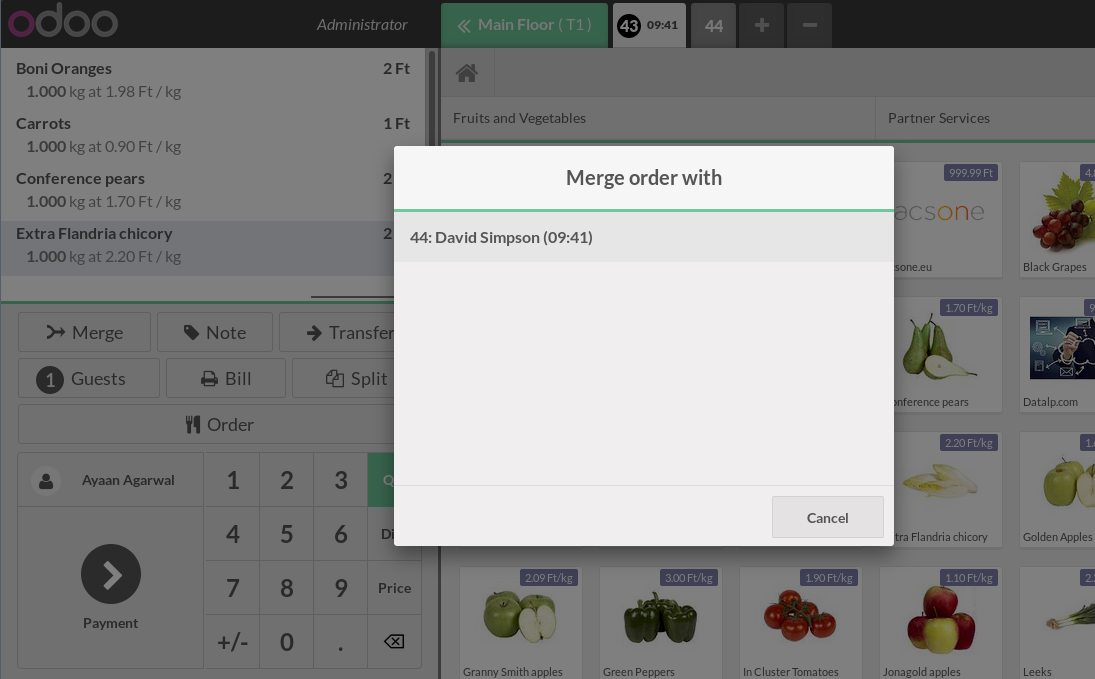 odoo
Administrator
Main Floor ( T1 )
43 09:41
44
+
−
Boni Oranges 2 Ft
1.000 kg at 1.98 Ft / kg
Carrots 1 Ft
1.000 kg at 0.90 Ft / kg
Conference pears 2
1.000 kg at 1.70 Ft / kg
Extra Flandria chicory 2
1.000 kg at 2.20 Ft / kg
Merge
Note
Transfer
1 Guests
Bill
Split
Order
Ayaan Agarwal
Payment
1 2 3
4 5 6
7 8 9 Price
+/- 0 .
Fruits and Vegetables
Partner Services
Merge order with
44: David Simpson (09:41)
Cancel
999.99 Ft
acsone
sone.eu
Black Grapes
1.70 Ft/kg
onference pears
Datalp.com
2.20 Ft/kg
tra Flandria chicory
Golden Apples
2.09 Ft/kg
Granny Smith apples
3.00 Ft/kg
Green Peppers
1.90 Ft/kg
In Cluster Tomatoes
1.10 Ft/kg
Jonagold apples
Leeks